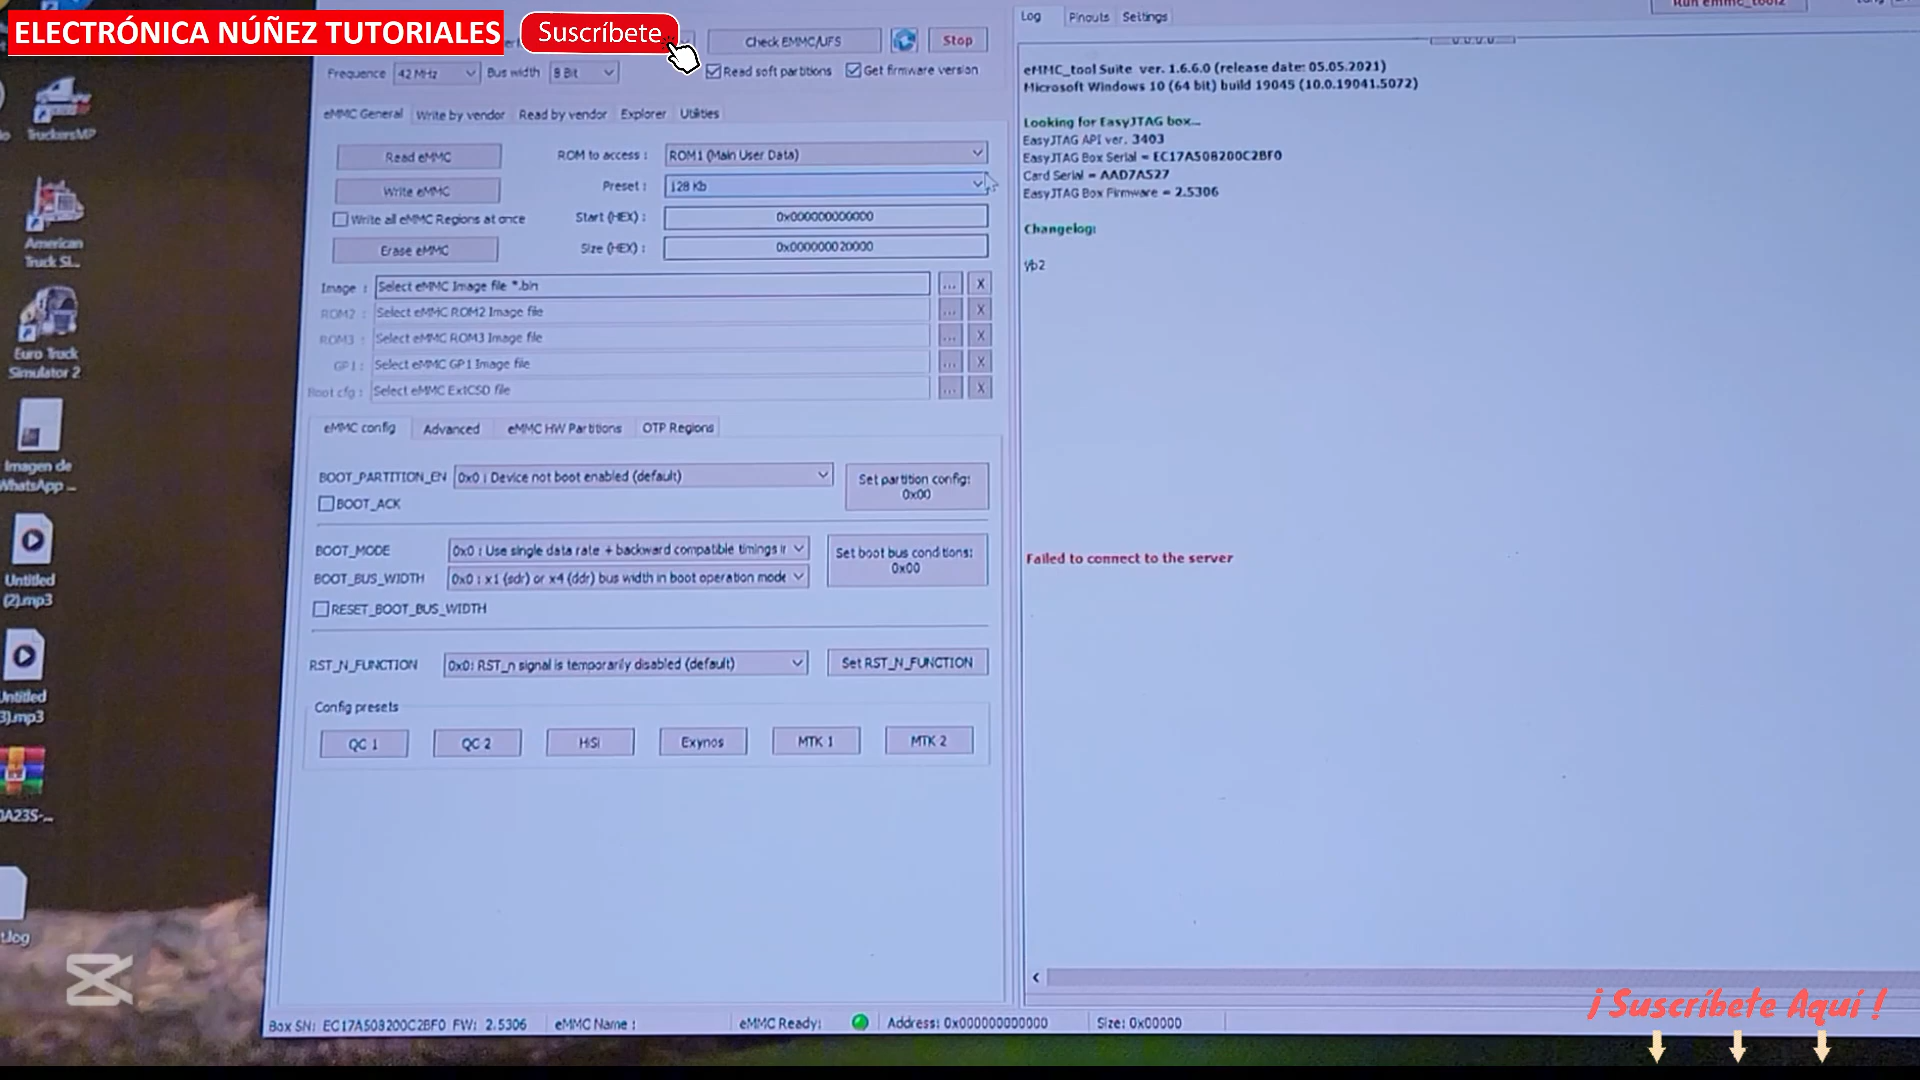 ELECTRÓNICA NÚÑEZ TUTORIALES
Suscríbete
Check EMMC/UFS
Stop
Frequence
42 MHz
Bus width
8 Bit
Read soft partitions
Get firmware version
eMMC General
Write by vendor
Read by vendor
Explorer
Utilities
Read eMMC
ROM to access :
ROM1 (Main User Data)
Write eMMC
Preset :
128 Kb
Write all eMMC Regions at once
Start (HEX) :
0x000000000000
Erase eMMC
Size (HEX) :
0x000000020000
Image :
Select eMMC Image file *.bin
...
X
ROM2 :
Select eMMC ROM2 Image file
...
X
ROM3 :
Select eMMC ROM3 Image file
...
X
GP1 :
Select eMMC GP1 Image file
...
X
Boot cfg :
Select eMMC ExtCSD file
...
X
eMMC config
Advanced
eMMC HW Partitions
OTP Regions
BOOT_PARTITION_EN
0x0 : Device not boot enabled (default)
Set partition config:
0x00
BOOT_ACK
BOOT_MODE
0x0 : Use single data rate + backward compatible timings ir
Set boot bus conditions:
0x00
BOOT_BUS_WIDTH
0x0 : x1 (sdr) or x4 (ddr) bus width in boot operation mode
RESET_BOOT_BUS_WIDTH
RST_N_FUNCTION
0x0: RST_n signal is temporarily disabled (default)
Set RST_N_FUNCTION
Config presets
QC 1
QC 2
HiSi
Exynos
MTK 1
MTK 2
Log
Pinouts
Settings
Run emmc_tool2
eMMC_tool Suite ver. 1.6.6.0 (release date: 05.05.2021)
Microsoft Windows 10 (64 bit) build 19045 (10.0.19041.5072)
Looking for EasyJTAG box...
EasyJTAG API ver. 3403
EasyJTAG Box Serial = EC17A508200C2BF0
Card Serial = AAD7A527
EasyJTAG Box Firmware = 2.5306
Changelog:
yb2
Failed to connect to the server
Box SN: EC17A508200C2BF0 FW: 2.5306
eMMC Name :
eMMC Ready:
Address: 0x000000000000
Size: 0x00000
TruckersMP
American
Truck Si...
Euro Truck
Simulator 2
Imagen de
WhatsApp ...
Untitled
(2).mp3
Untitled
3).mp3
0A23S-...
t.log
¡ Suscríbete Aquí !